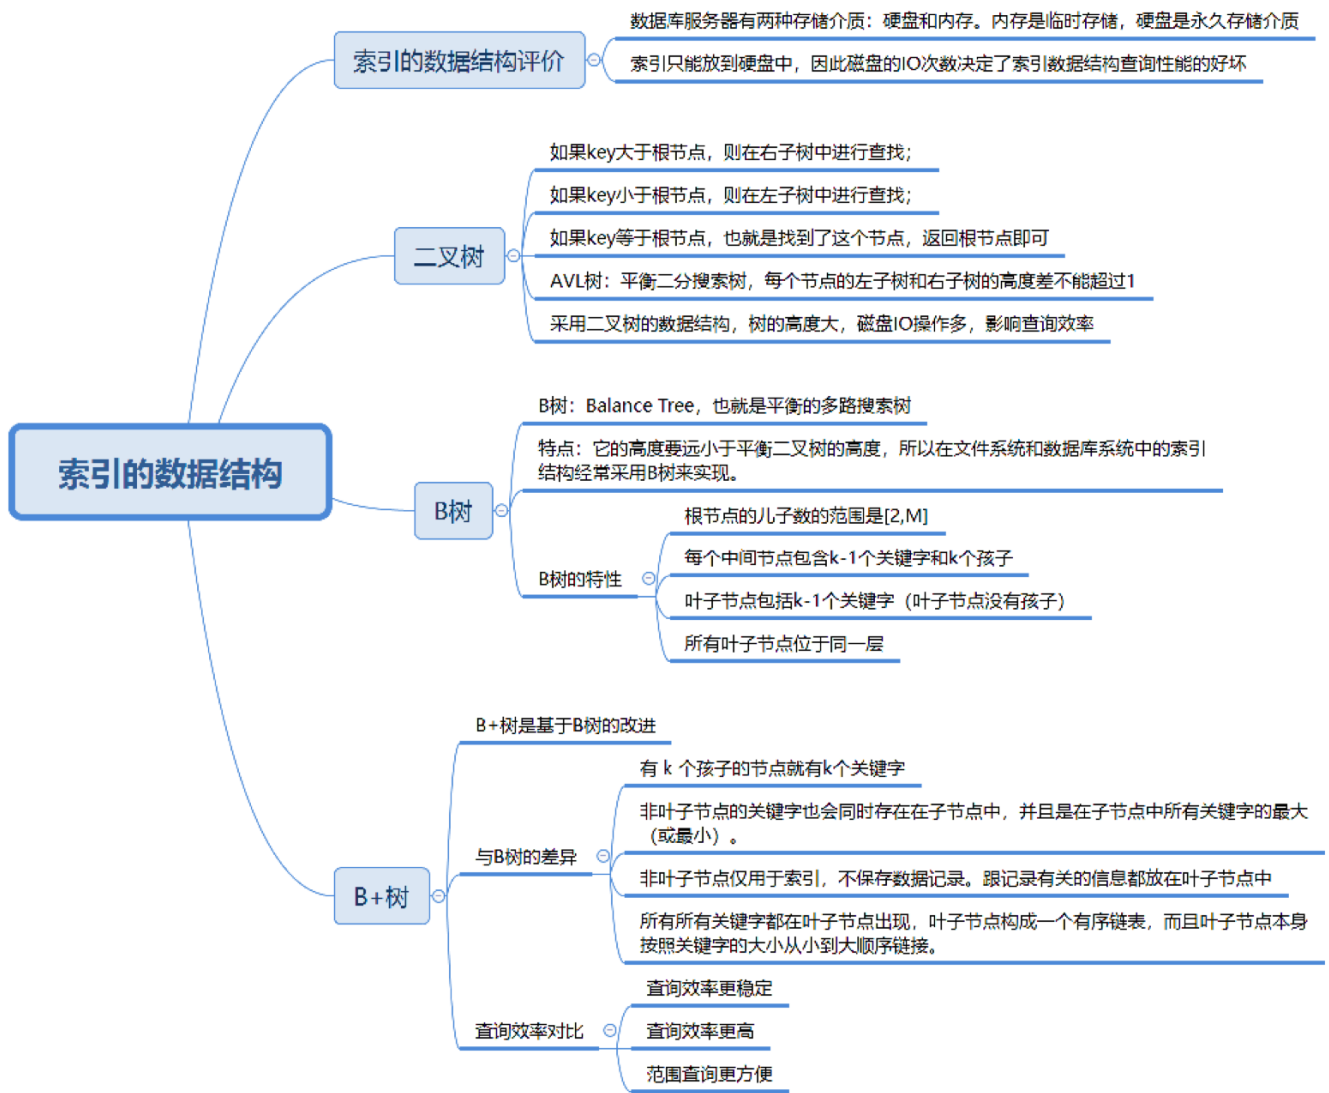 索引的数据结构
索引的数据结构评价
数据库服务器有两种存储介质：硬盘和内存。内存是临时存储，硬盘是永久存储介质
索引只能放到硬盘中，因此磁盘的IO次数决定了索引数据结构查询性能的好坏
二叉树
如果key大于根节点，则在右子树中进行查找；
如果key小于根节点，则在左子树中进行查找；
如果key等于根节点，也就是找到了这个节点，返回根节点即可
AVL树：平衡二分搜索树，每个节点的左子树和右子树的高度差不能超过1
采用二叉树的数据结构，树的高度大，磁盘IO操作多，影响查询效率
B树
B树：Balance Tree，也就是平衡的多路搜索树
特点：它的高度要远小于平衡二叉树的高度，所以在文件系统和数据库系统中的索引
结构经常采用B树来实现。
B树的特性
根节点的儿子数的范围是[2,M]
每个中间节点包含k-1个关键字和k个孩子
叶子节点包括k-1个关键字（叶子节点没有孩子）
所有叶子节点位于同一层
B+树
B+树是基于B树的改进
与B树的差异
有 k 个孩子的节点就有k个关键字
非叶子节点的关键字也会同时存在在子节点中，并且是在子节点中所有关键字的最大
（或最小）。
非叶子节点仅用于索引，不保存数据记录。跟记录有关的信息都放在叶子节点中
所有所有关键字都在叶子节点出现，叶子节点构成一个有序链表，而且叶子节点本身
按照关键字的大小从小到大顺序链接。
查询效率对比
查询效率更稳定
查询效率更高
范围查询更方便